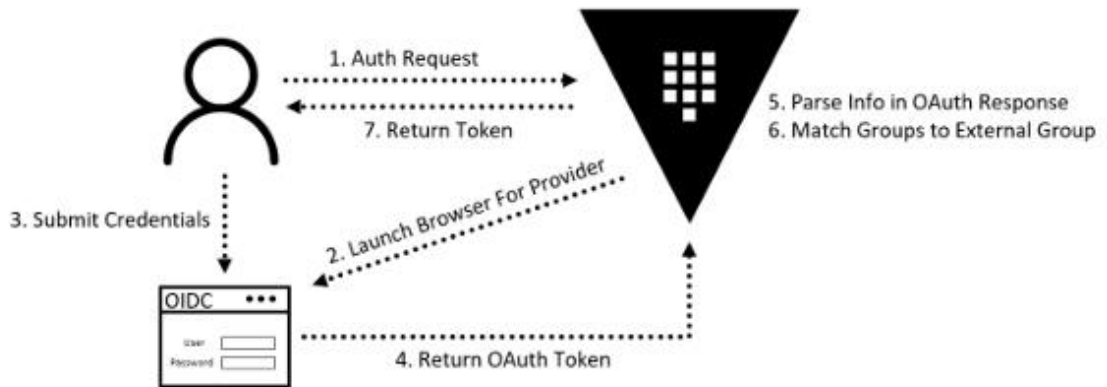 1. Auth Request
7. Return Token
5. Parse Info in OAuth Response
6. Match Groups to External Group
2. Launch Browser For Provider
3. Submit Credentials
OIDC
User
Password
4. Return OAuth Token